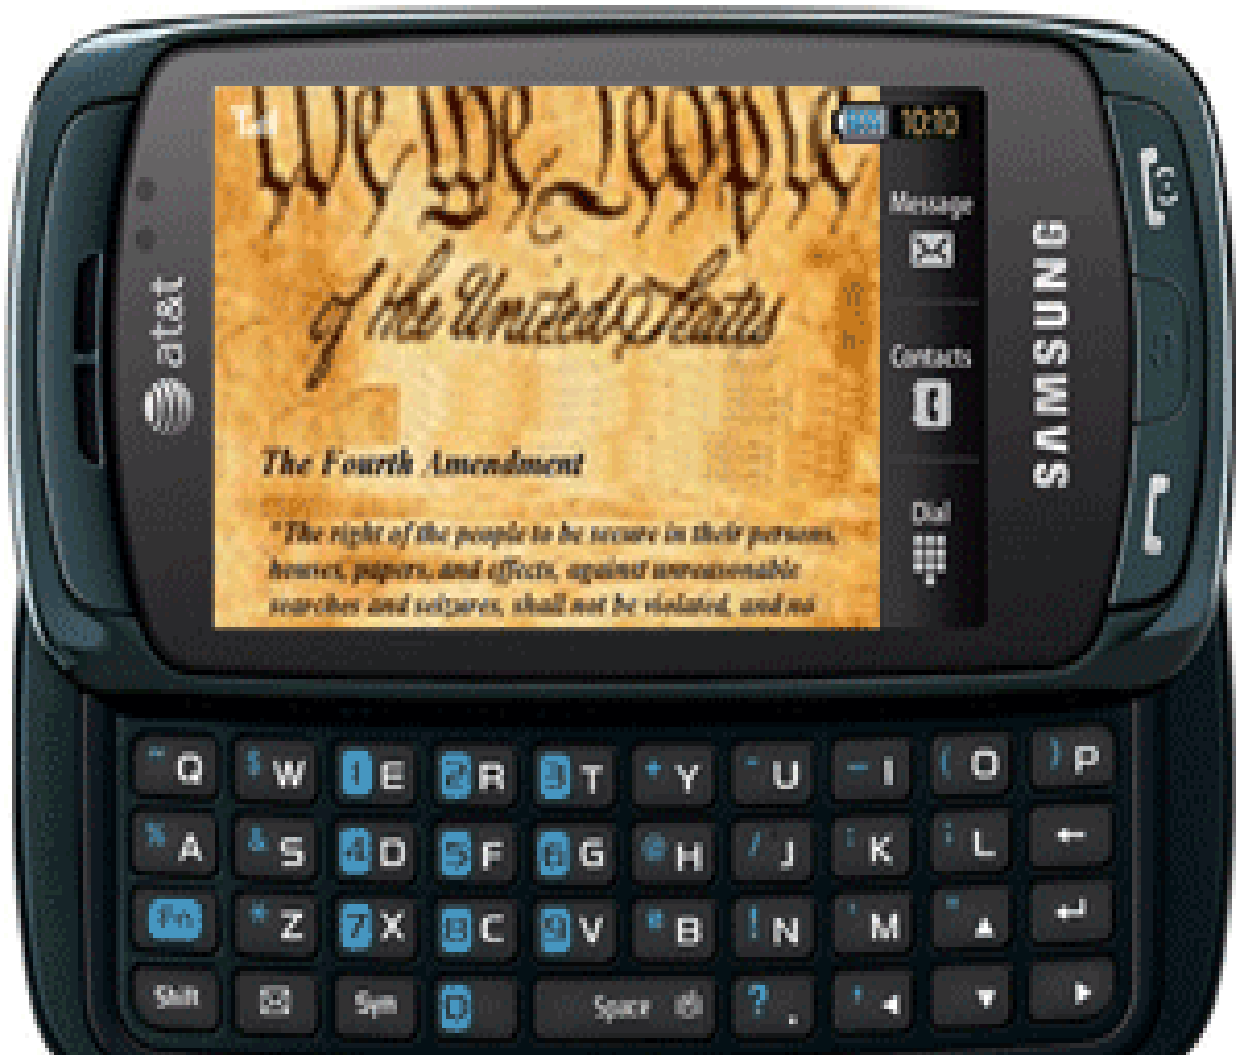 10:10
We the People
of the United States
The Fourth Amendment
"The right of the people to be secure in their persons,
houses, papers, and effects, against unreasonable
searches and seizures, shall not be violated, and no
Message
Contacts
Dial
at&t
SAMSUNG
Q $ W 1 E 2 R 3 T + Y - U I ( O ) P
% A & S 4 D 5 F 6 G @ H / J : K ; L ←
Fn * Z 7 X 8 C 9 V # B ! N ' M " ▲ ↵
Shift Sym 0 Space ? . , ◄ ▼ ►